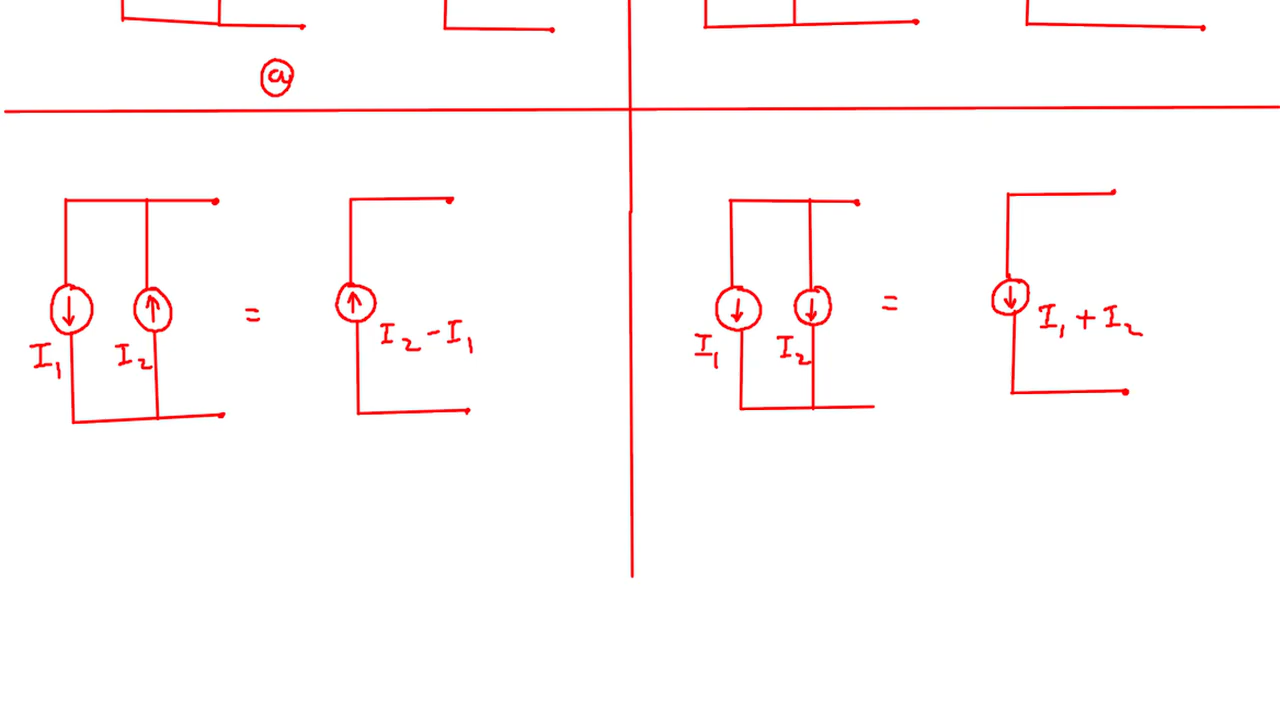 a
I₁ I₂ = I₂ - I₁
I₁ I₂ = I₁ + I₂